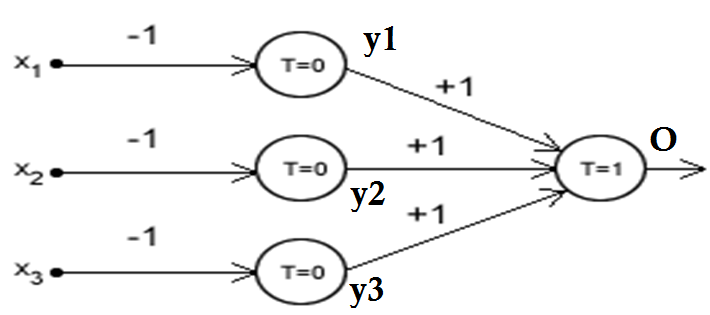 -1
y1
x₁
T=0
+1
-1
+1
O
x₂
T=0
T=1
y2
-1
+1
x₃
T=0
y3